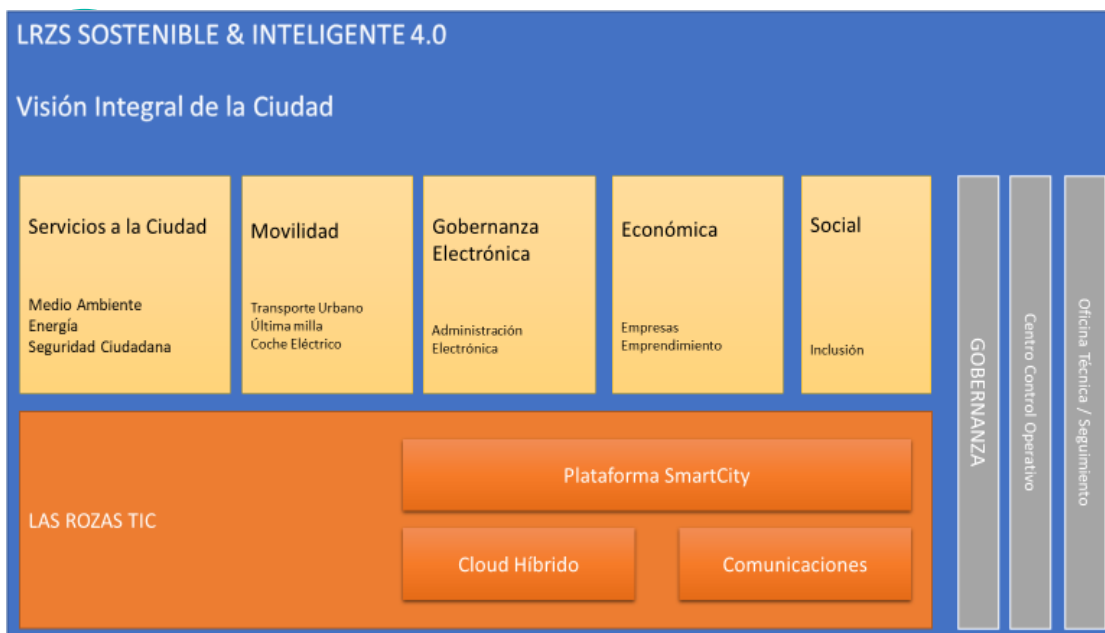 LRZS SOSTENIBLE & INTELIGENTE 4.0
Visión Integral de la Ciudad
Servicios a la Ciudad
Medio Ambiente
Energía
Seguridad Ciudadana
Movilidad
Transporte Urbano
Última milla
Coche Eléctrico
Gobernanza
Electrónica
Administración
Electrónica
Económica
Empresas
Emprendimiento
Social
Inclusión
GOBERNANZA
Centro Control Operativo
Oficina Técnica / Seguimiento
LAS ROZAS TIC
Plataforma SmartCity
Cloud Híbrido
Comunicaciones